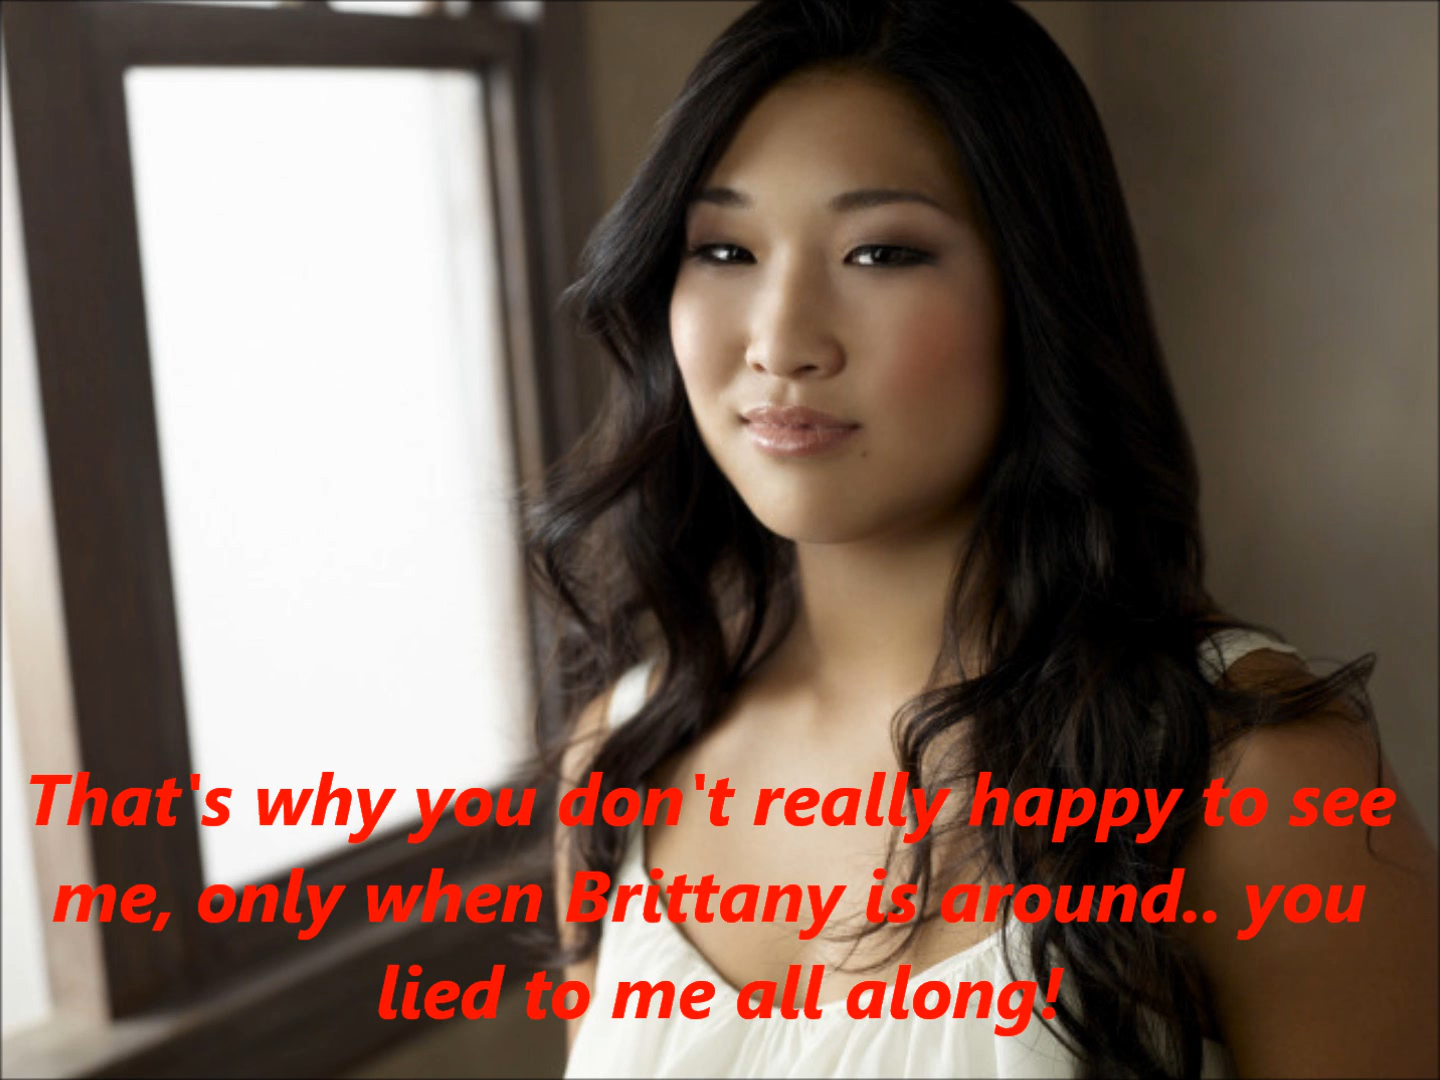 That's why you don't really happy to see
me, only when Brittany is around.. you
lied to me all along!